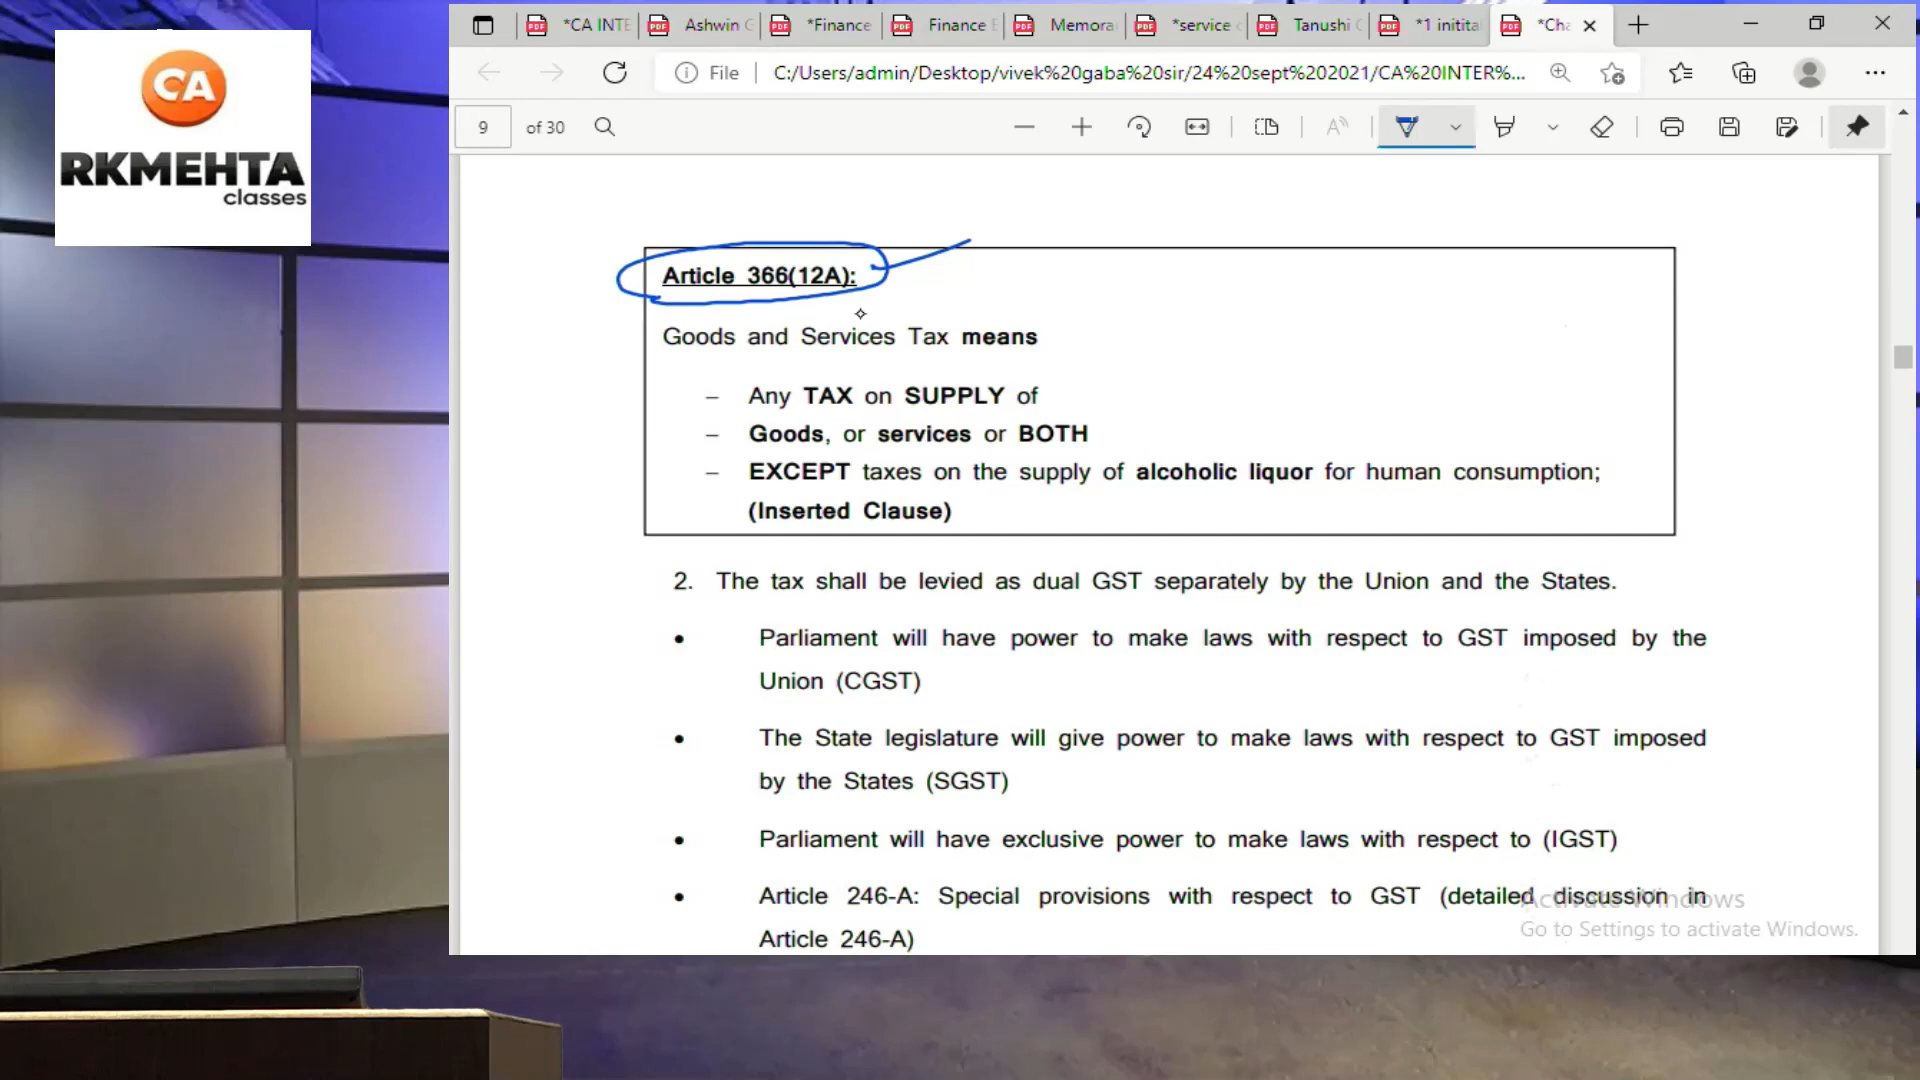 *CA INTE
Ashwin G
*Finance
Finance E
Memora
*service c
Tanushi C
*1 initita
*Cha
CA
RKMEHTA
classes
File
C:/Users/admin/Desktop/vivek%20gaba%20sir/24%20sept%202021/CA%20INTER%...
9 of 30
Article 366(12A):
Goods and Services Tax means
– Any TAX on SUPPLY of
– Goods, or services or BOTH
– EXCEPT taxes on the supply of alcoholic liquor for human consumption;
(Inserted Clause)
2. The tax shall be levied as dual GST separately by the Union and the States.
• Parliament will have power to make laws with respect to GST imposed by the
Union (CGST)
• The State legislature will give power to make laws with respect to GST imposed
by the States (SGST)
• Parliament will have exclusive power to make laws with respect to (IGST)
• Article 246-A: Special provisions with respect to GST (detailed discussion in
Article 246-A)
Activate Windows
Go to Settings to activate Windows.